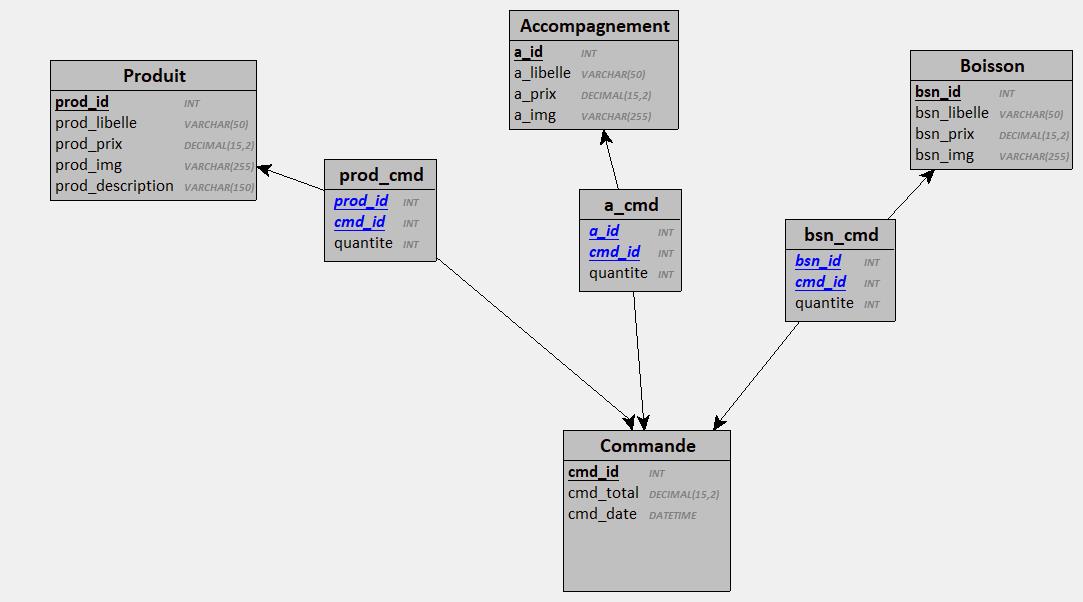 Produit
prod_id INT
prod_libelle VARCHAR(50)
prod_prix DECIMAL(15,2)
prod_img VARCHAR(255)
prod_description VARCHAR(150)
prod_cmd
prod_id INT
cmd_id INT
quantite INT
Accompagnement
a_id INT
a_libelle VARCHAR(50)
a_prix DECIMAL(15,2)
a_img VARCHAR(255)
a_cmd
a_id INT
cmd_id INT
quantite INT
Boisson
bsn_id INT
bsn_libelle VARCHAR(50)
bsn_prix DECIMAL(15,2)
bsn_img VARCHAR(255)
bsn_cmd
bsn_id INT
cmd_id INT
quantite INT
Commande
cmd_id INT
cmd_total DECIMAL(15,2)
cmd_date DATETIME